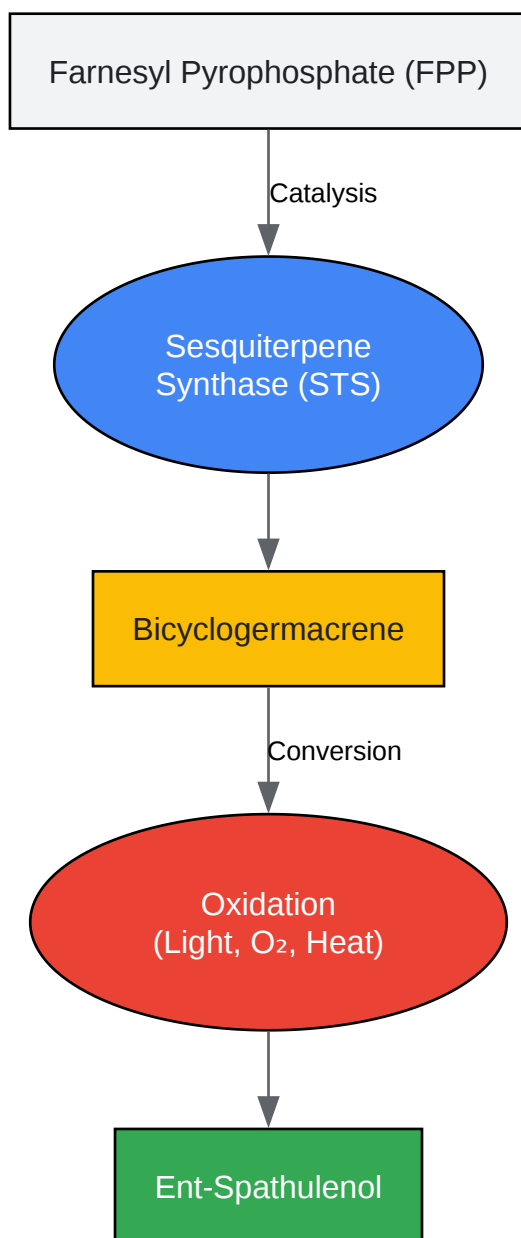 Farnesyl Pyrophosphate (FPP)
Catalysis
Sesquiterpene
Synthase (STS)
Bicyclogermacrene
Conversion
Oxidation
(Light, O₂, Heat)
Ent-Spathulenol